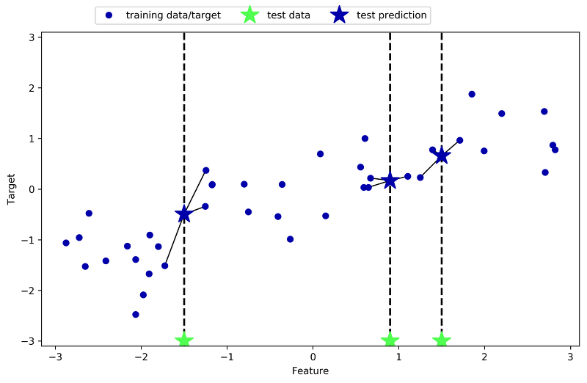 training data/target test data test prediction
3
2
1
0
−1
−2
−3
Target
−3 −2 −1 0 1 2 3
Feature